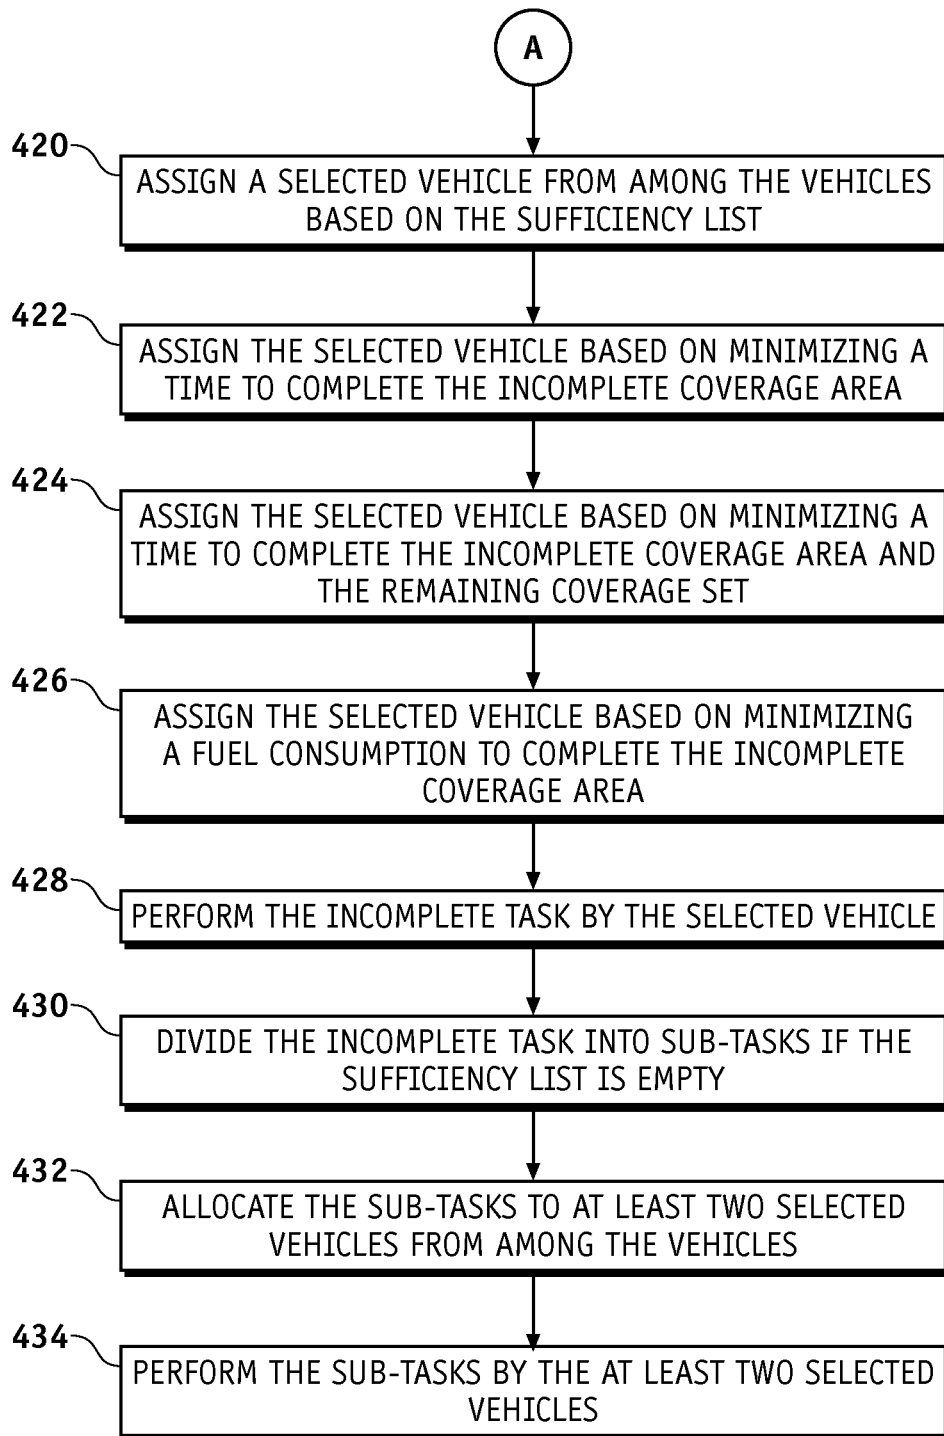 A
420
ASSIGN A SELECTED VEHICLE FROM AMONG THE VEHICLES
BASED ON THE SUFFICIENCY LIST
422
ASSIGN THE SELECTED VEHICLE BASED ON MINIMIZING A
TIME TO COMPLETE THE INCOMPLETE COVERAGE AREA
424
ASSIGN THE SELECTED VEHICLE BASED ON MINIMIZING A
TIME TO COMPLETE THE INCOMPLETE COVERAGE AREA AND
THE REMAINING COVERAGE SET
426
ASSIGN THE SELECTED VEHICLE BASED ON MINIMIZING
A FUEL CONSUMPTION TO COMPLETE THE INCOMPLETE
COVERAGE AREA
428
PERFORM THE INCOMPLETE TASK BY THE SELECTED VEHICLE
430
DIVIDE THE INCOMPLETE TASK INTO SUB-TASKS IF THE
SUFFICIENCY LIST IS EMPTY
432
ALLOCATE THE SUB-TASKS TO AT LEAST TWO SELECTED
VEHICLES FROM AMONG THE VEHICLES
434
PERFORM THE SUB-TASKS BY THE AT LEAST TWO SELECTED
VEHICLES